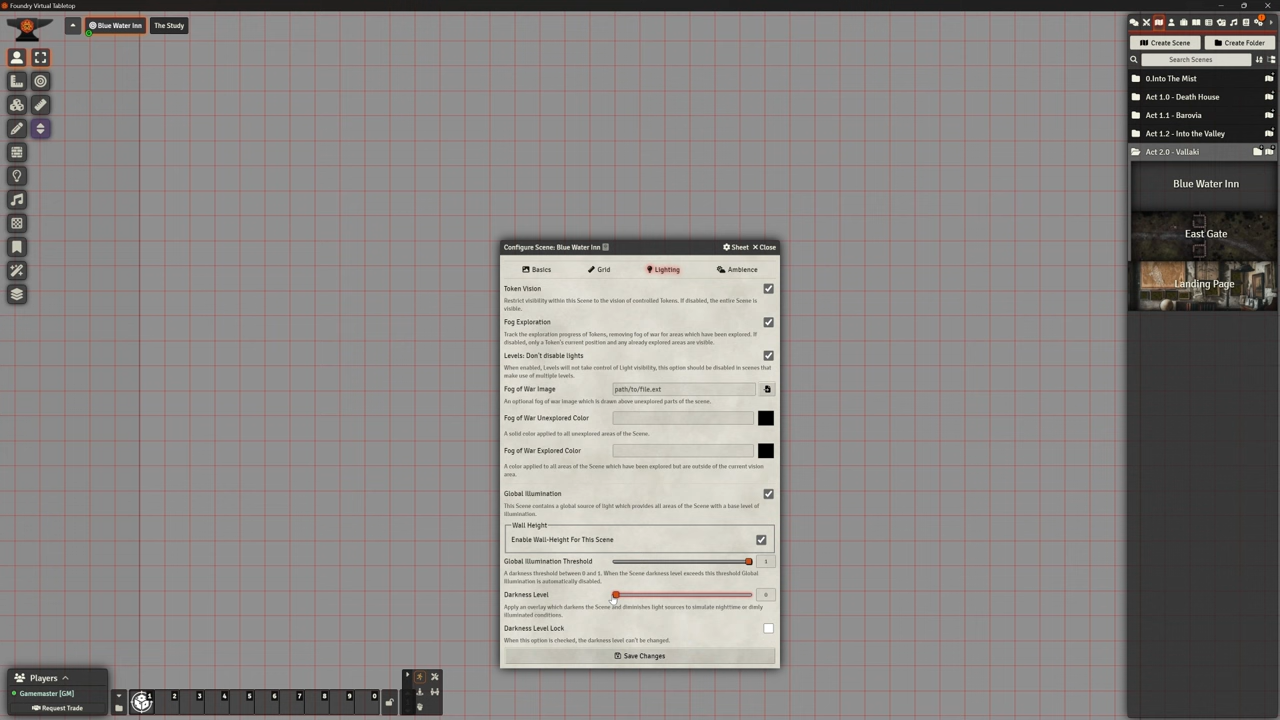 Foundry Virtual Tabletop
Blue Water Inn
The Study
Create Scene
Create Folder
Search Scenes
0.Into The Mist
Act 1.0 - Death House
Act 1.1 - Barovia
Act 1.2 - Into the Valley
Act 2.0 - Vallaki
Blue Water Inn
East Gate
Landing Page
Configure Scene: Blue Water Inn
Sheet
Close
Basics
Grid
Lighting
Ambience
Token Vision
Restrict visibility within this Scene to the vision of controlled Tokens. If disabled, the entire Scene is
visible.
Fog Exploration
Track the exploration progress of Tokens, removing fog of war for areas which have been explored. If
disabled, only a Token's current position and any already explored areas are visible.
Levels: Don't disable lights
When enabled, Levels will not take control of Light visibility, this option should be disabled in scenes that
make use of multiple levels.
Fog of War Image
path/to/file.ext
An optional fog of war image which is drawn above unexplored parts of the scene.
Fog of War Unexplored Color
A solid color applied to all unexplored areas of the Scene.
Fog of War Explored Color
A color applied to all areas of the Scene which have been explored but are outside of the current vision
area.
Global Illumination
This Scene contains a global source of light which provides all areas of the Scene with a base level of
illumination.
Wall Height
Enable Wall-Height For This Scene
Global Illumination Threshold
1
A darkness threshold between 0 and 1. When the Scene darkness level exceeds this threshold Global
Illumination is automatically disabled.
Darkness Level
0
Apply an overlay which darkens the Scene and diminishes light sources to simulate nighttime or dimly
illuminated conditions.
Darkness Level Lock
When this option is checked, the darkness level can't be changed.
Save Changes
Players
Gamemaster [GM]
Request Trade
1 2 3 4 5 6 7 8 9 0